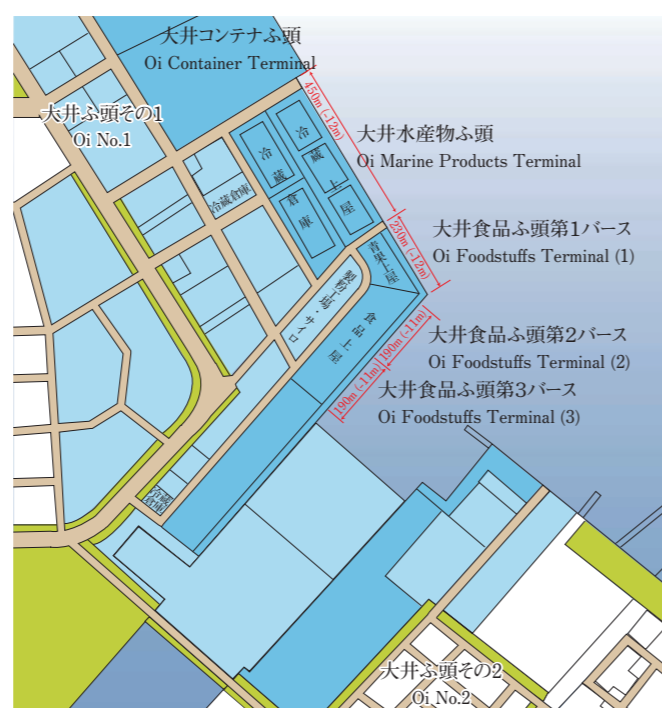 大井コンテナふ頭
Oi Container Terminal
大井ふ頭その1
Oi No.1
450m (-12m)
大井水産物ふ頭
Oi Marine Products Terminal
冷蔵倉庫
冷蔵倉庫
冷蔵上屋
230m (-12m)
大井食品ふ頭第1バース
Oi Foodstuffs Terminal (1)
青果上屋
製粉工場・サイロ
食品上屋
190m (-11m)
大井食品ふ頭第2バース
Oi Foodstuffs Terminal (2)
190m (-11m)
大井食品ふ頭第3バース
Oi Foodstuffs Terminal (3)
冷蔵
倉庫
大井ふ頭その2
Oi No.2